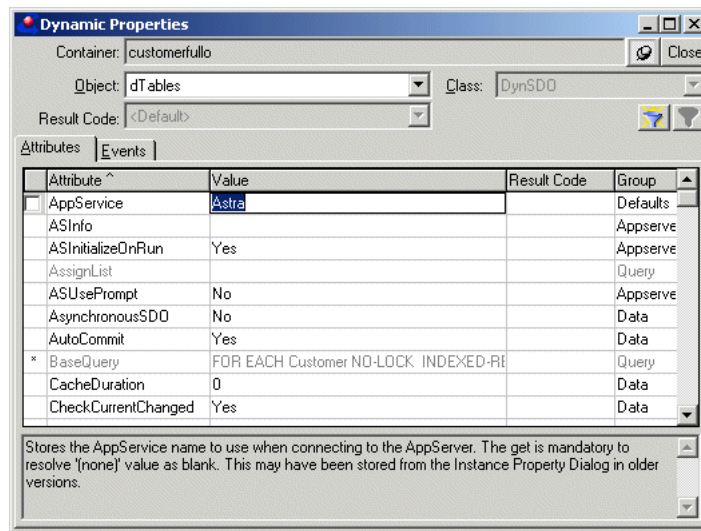 Dynamic Properties
Container: customerfullo Close
Object: dTables Class: DynSDO
Result Code: <Default>
Attributes Events
Attribute ^ Value Result Code Group
AppService Astra Defaults
ASInfo Appserve
ASInitializeOnRun Yes Appserve
AssignList Query
ASUsePrompt No Appserve
AsynchronousSDO No Data
AutoCommit Yes Data
* BaseQuery FOR EACH Customer NO-LOCK INDEXED-RE Query
CacheDuration 0 Data
CheckCurrentChanged Yes Data
Stores the AppService name to use when connecting to the AppServer. The get is mandatory to
resolve '(none)' value as blank. This may have been stored from the Instance Property Dialog in older
versions.